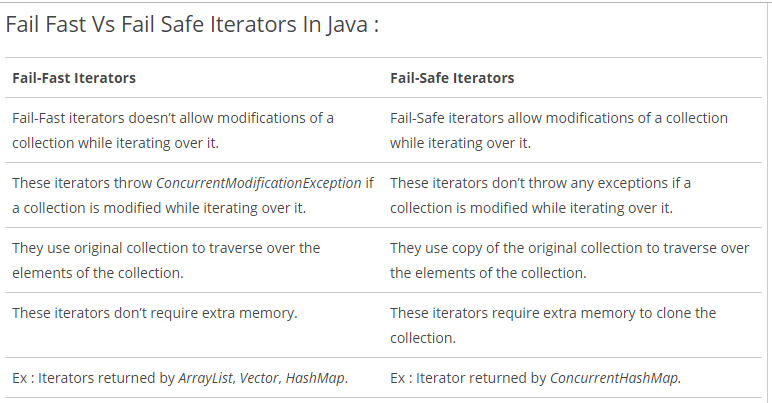 Fail Fast Vs Fail Safe Iterators In Java :
Fail-Fast Iterators
Fail-Safe Iterators
Fail-Fast iterators doesn’t allow modifications of a
collection while iterating over it.
Fail-Safe iterators allow modifications of a collection
while iterating over it.
These iterators throw ConcurrentModificationException if
a collection is modified while iterating over it.
These iterators don’t throw any exceptions if a
collection is modified while iterating over it.
They use original collection to traverse over the
elements of the collection.
They use copy of the original collection to traverse over
the elements of the collection.
These iterators don’t require extra memory.
These iterators require extra memory to clone the
collection.
Ex : Iterators returned by ArrayList, Vector, HashMap.
Ex : Iterator returned by ConcurrentHashMap.